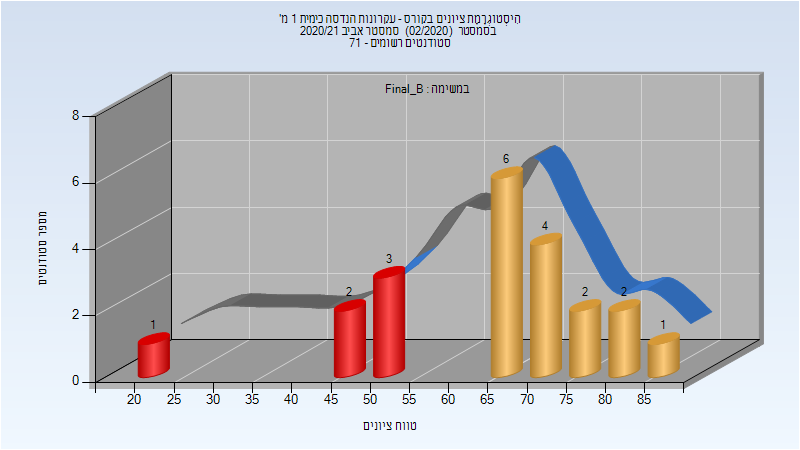 היסטוגרמת ציונים בקורס - עקרונות הנדסה כימית 1 מ'
בסמסטר (02/2020) סמסטר אביב 2020/21
סטודנטים רשומים - 71
במשימה : Final_B
מספר סטודנטים
8
6
4
2
0
1
2
3
6
4
2
2
1
20 25 30 35 40 45 50 55 60 65 70 75 80 85
טווח ציונים